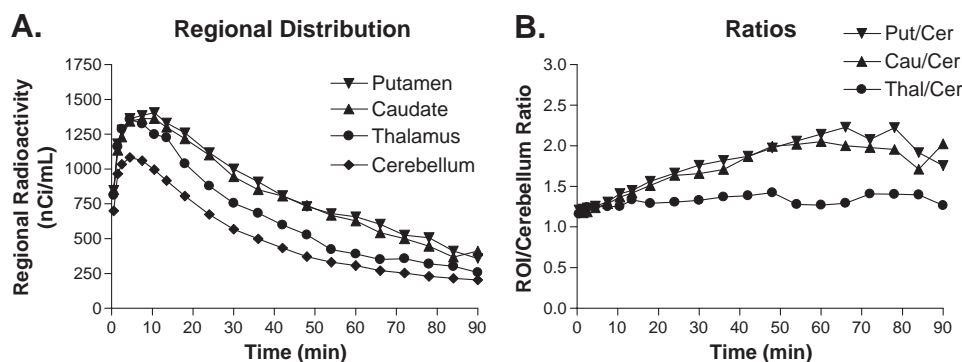 A.
Regional Distribution
Regional Radioactivity
(nCi/mL)
1750
1500
1250
1000
750
500
250
0
Putamen
Caudate
Thalamus
Cerebellum
0 10 20 30 40 50 60 70 80 90
Time (min)
B.
Ratios
Put/Cer
Cau/Cer
Thal/Cer
ROI/Cerebellum Ratio
3.0
2.5
2.0
1.5
1.0
0.5
0.0
0 10 20 30 40 50 60 70 80 90
Time (min)